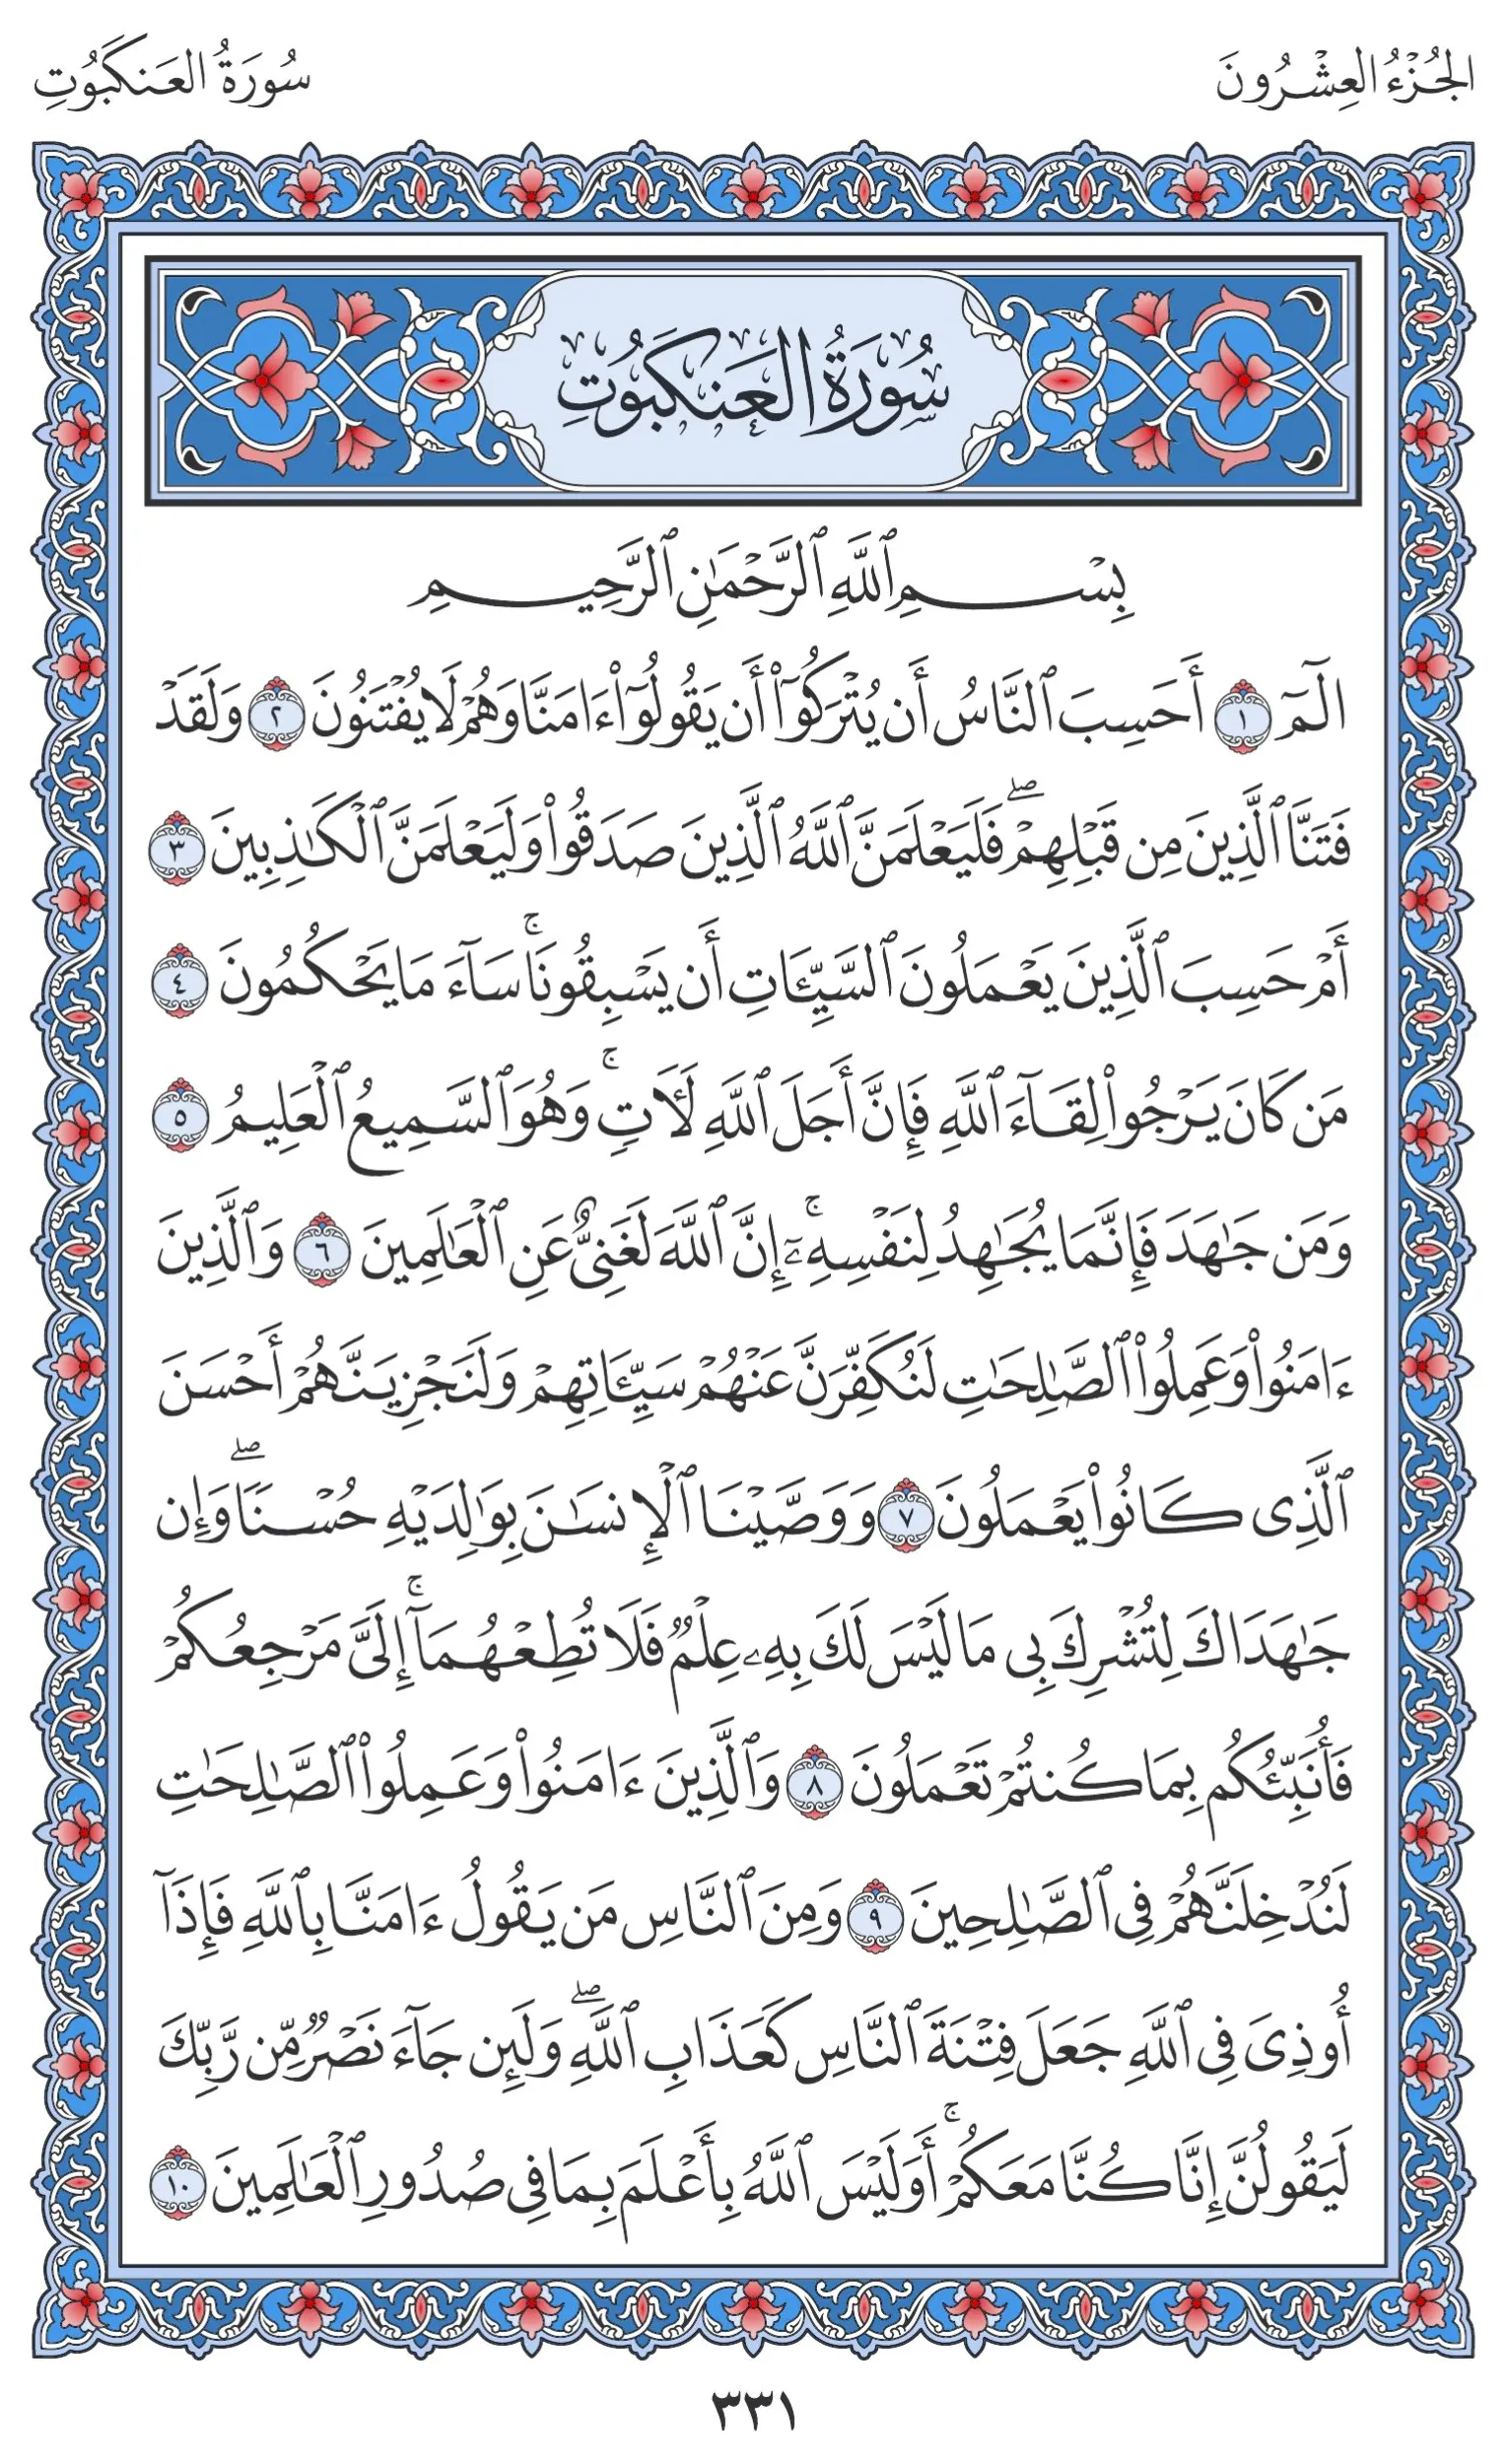 الجُزْءُ العِشْرُونَ
سُورَةُ العَنكَبُوتِ
سُورَةُ العَنكَبُوتِ
بِسْمِ ٱللَّهِ ٱلرَّحْمَٰنِ ٱلرَّحِيمِ
الٓمٓ ١ أَحَسِبَ ٱلنَّاسُ أَن يُتْرَكُوٓا۟ أَن يَقُولُوٓا۟ ءَامَنَّا وَهُمْ لَا يُفْتَنُونَ ٢ وَلَقَدْ
فَتَنَّا ٱلَّذِينَ مِن قَبْلِهِمْ ۖ فَلَيَعْلَمَنَّ ٱللَّهُ ٱلَّذِينَ صَدَقُوا۟ وَلَيَعْلَمَنَّ ٱلْكَٰذِبِينَ ٣
أَمْ حَسِبَ ٱلَّذِينَ يَعْمَلُونَ ٱلسَّيِّـَٔاتِ أَن يَسْبِقُونَا ۚ سَآءَ مَا يَحْكُمُونَ ٤
مَن كَانَ يَرْجُوا۟ لِقَآءَ ٱللَّهِ فَإِنَّ أَجَلَ ٱللَّهِ لَـَٔاتٍ ۚ وَهُوَ ٱلسَّمِيعُ ٱلْعَلِيمُ ٥
وَمَن جَٰهَدَ فَإِنَّمَا يُجَٰهِدُ لِنَفْسِهِۦٓ ۚ إِنَّ ٱللَّهَ لَغَنِىٌّ عَنِ ٱلْعَٰلَمِينَ ٦ وَٱلَّذِينَ
ءَامَنُوا۟ وَعَمِلُوا۟ ٱلصَّٰلِحَٰتِ لَنُكَفِّرَنَّ عَنْهُمْ سَيِّـَٔاتِهِمْ وَلَنَجْزِيَنَّهُمْ أَحْسَنَ
ٱلَّذِى كَانُوا۟ يَعْمَلُونَ ٧ وَوَصَّيْنَا ٱلْإِنسَٰنَ بِوَٰلِدَيْهِ حُسْنًا ۖ وَإِن
جَٰهَدَاكَ لِتُشْرِكَ بِى مَا لَيْسَ لَكَ بِهِۦ عِلْمٌ فَلَا تُطِعْهُمَآ ۚ إِلَىَّ مَرْجِعُكُمْ
فَأُنَبِّئُكُم بِمَا كُنتُمْ تَعْمَلُونَ ٨ وَٱلَّذِينَ ءَامَنُوا۟ وَعَمِلُوا۟ ٱلصَّٰلِحَٰتِ
لَنُدْخِلَنَّهُمْ فِى ٱلصَّٰلِحِينَ ٩ وَمِنَ ٱلنَّاسِ مَن يَقُولُ ءَامَنَّا بِٱللَّهِ فَإِذَآ
أُوذِىَ فِى ٱللَّهِ جَعَلَ فِتْنَةَ ٱلنَّاسِ كَعَذَابِ ٱللَّهِ ۖ وَلَئِن جَآءَ نَصْرٌ مِّن رَّبِّكَ
لَيَقُولُنَّ إِنَّا كُنَّا مَعَكُمْ ۚ أَوَلَيْسَ ٱللَّهُ بِأَعْلَمَ بِمَا فِى صُدُورِ ٱلْعَٰلَمِينَ ١٠
٣٣١